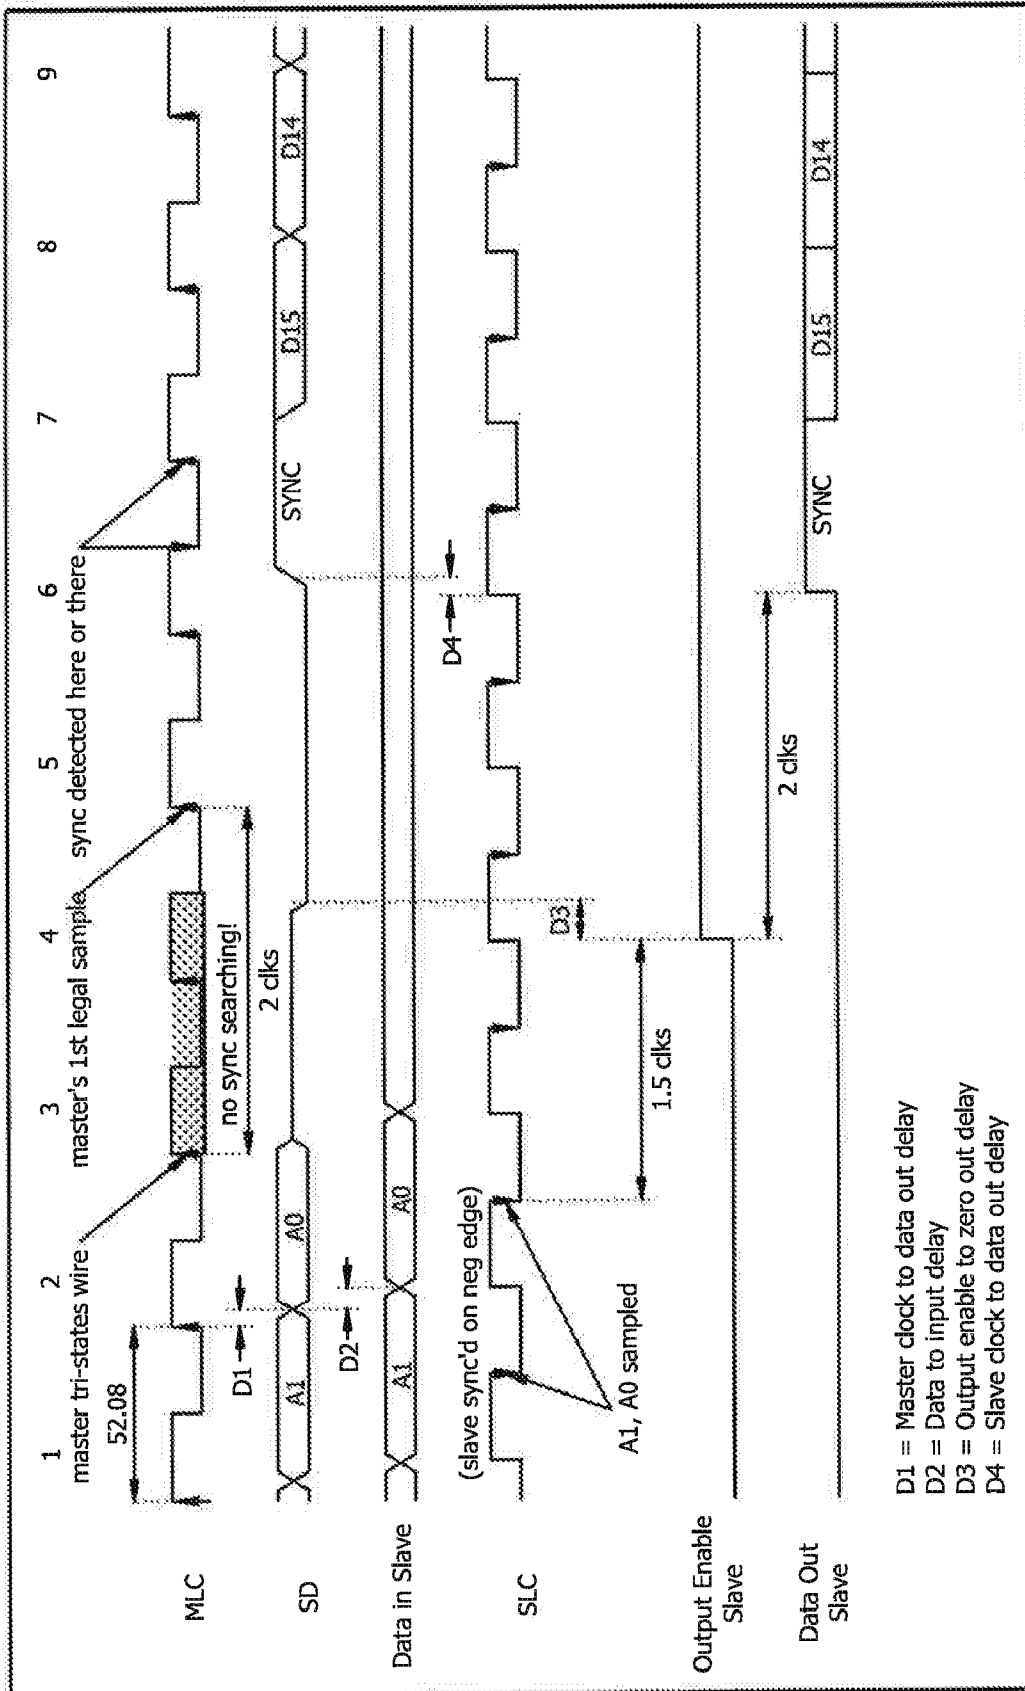 1 2 3 4 5 6 7 8 9
master tri-states wire
master's 1st legal sample
sync detected here or there
52.08
MLC
no sync searching!
D1
2 clks
SD
A1
A0
SYNC
D15
D14
D2
Data in Slave
A1
A0
D4
(slave sync'd on neg edge)
SLC
D3
A1, A0 sampled
1.5 clks
Output Enable
Slave
2 clks
Data Out
Slave
SYNC
D15
D14
D1 = Master clock to data out delay
D2 = Data to input delay
D3 = Output enable to zero out delay
D4 = Slave clock to data out delay